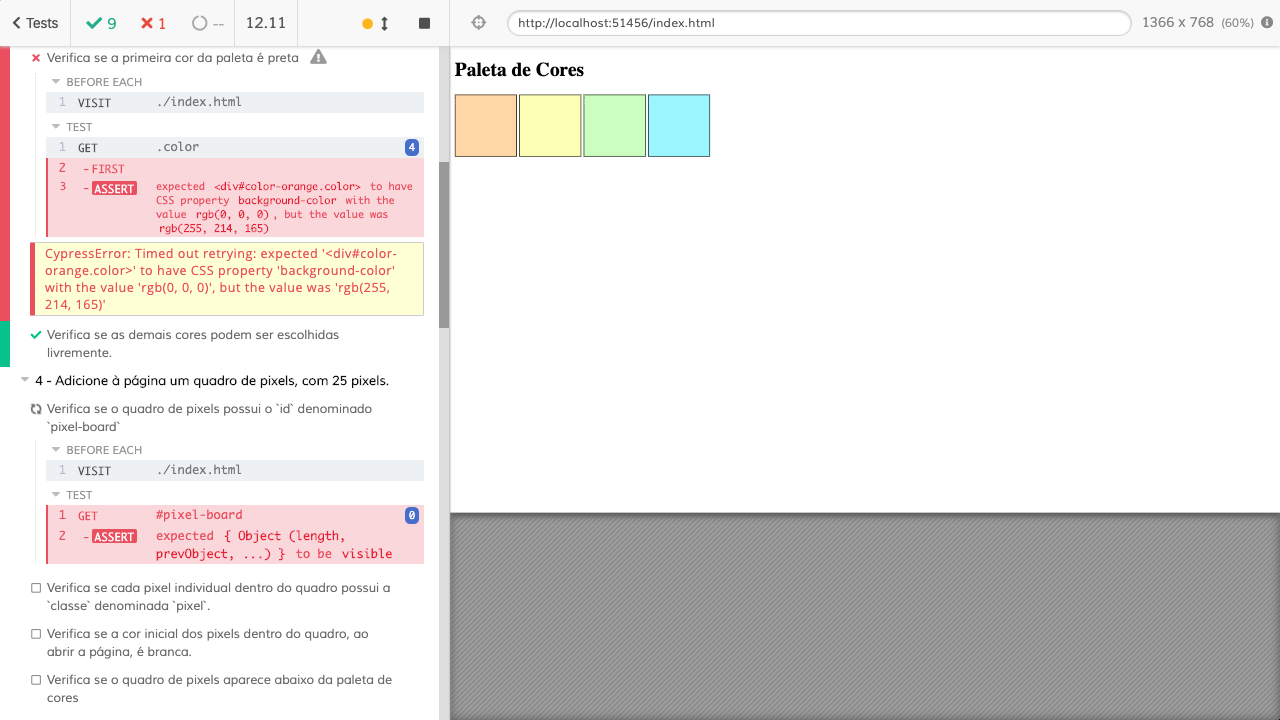 Tests
9
1
--
12.11
http://localhost:51456/index.html
1366 x 768 (60%)
Verifica se a primeira cor da paleta é preta
BEFORE EACH
1 VISIT ./index.html
TEST
1 GET .color 4
2 -FIRST
3 -ASSERT expected <div#color-orange.color> to have
CSS property background-color with the
value rgb(0, 0, 0), but the value was
rgb(255, 214, 165)
CypressError: Timed out retrying: expected '<div#color-
orange.color>' to have CSS property 'background-color'
with the value 'rgb(0, 0, 0)', but the value was 'rgb(255,
214, 165)'
Verifica se as demais cores podem ser escolhidas
livremente.
4 - Adicione à página um quadro de pixels, com 25 pixels.
Verifica se o quadro de pixels possui o `id` denominado
`pixel-board`
BEFORE EACH
1 VISIT ./index.html
TEST
1 GET #pixel-board 0
2 -ASSERT expected { Object (length,
prevObject, ...) } to be visible
Verifica se cada pixel individual dentro do quadro possui a
`classe` denominada `pixel`.
Verifica se a cor inicial dos pixels dentro do quadro, ao
abrir a página, é branca.
Verifica se o quadro de pixels aparece abaixo da paleta de
cores
Paleta de Cores